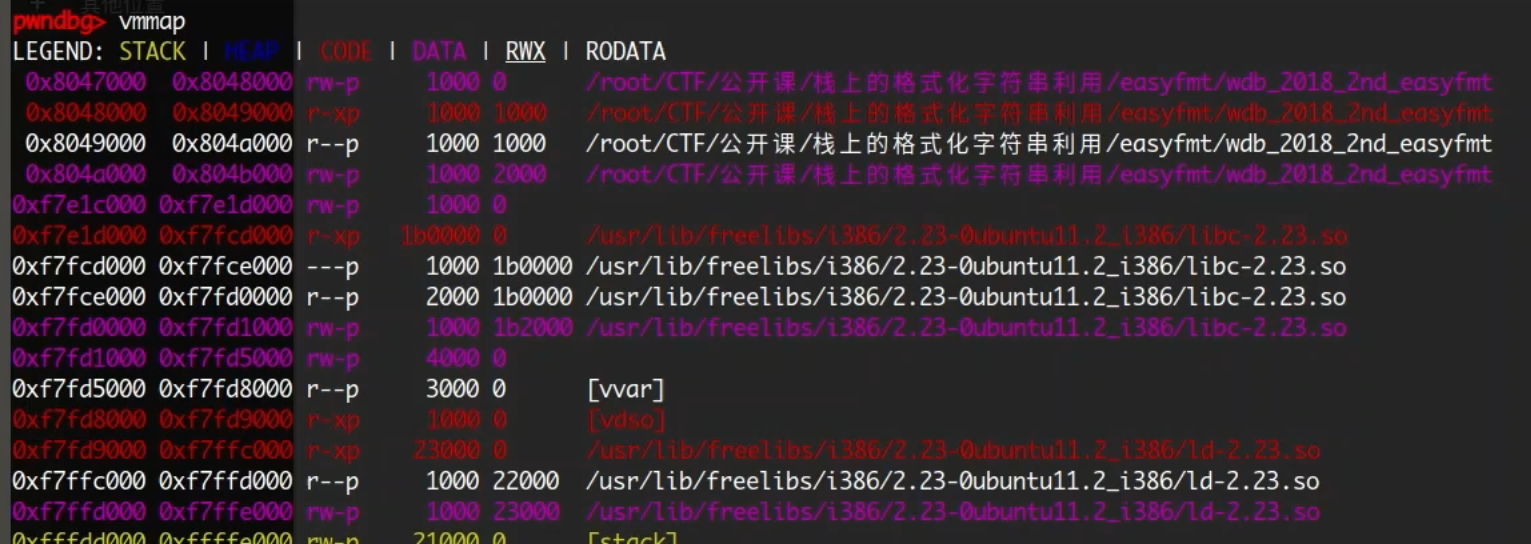 其他位置
pwndbg> vmmap
LEGEND: STACK | HEAP | CODE | DATA | RWX | RODATA
0x8047000 0x8048000 rw-p 1000 0 /root/CTF/公开课/栈上的格式化字符串利用/easyfmt/wdb_2018_2nd_easyfmt
0x8048000 0x8049000 r-xp 1000 1000 /root/CTF/公开课/栈上的格式化字符串利用/easyfmt/wdb_2018_2nd_easyfmt
0x8049000 0x804a000 r--p 1000 1000 /root/CTF/公开课/栈上的格式化字符串利用/easyfmt/wdb_2018_2nd_easyfmt
0x804a000 0x804b000 rw-p 1000 2000 /root/CTF/公开课/栈上的格式化字符串利用/easyfmt/wdb_2018_2nd_easyfmt
0xf7e1c000 0xf7e1d000 rw-p 1000 0
0xf7e1d000 0xf7fcd000 r-xp 1b0000 0 /usr/lib/freelibs/i386/2.23-0ubuntu11.2_i386/libc-2.23.so
0xf7fcd000 0xf7fce000 ---p 1000 1b0000 /usr/lib/freelibs/i386/2.23-0ubuntu11.2_i386/libc-2.23.so
0xf7fce000 0xf7fd0000 r--p 2000 1b0000 /usr/lib/freelibs/i386/2.23-0ubuntu11.2_i386/libc-2.23.so
0xf7fd0000 0xf7fd1000 rw-p 1000 1b2000 /usr/lib/freelibs/i386/2.23-0ubuntu11.2_i386/libc-2.23.so
0xf7fd1000 0xf7fd5000 rw-p 4000 0
0xf7fd5000 0xf7fd8000 r--p 3000 0 [vvar]
0xf7fd8000 0xf7fd9000 r-xp 1000 0 [vdso]
0xf7fd9000 0xf7ffc000 r-xp 23000 0 /usr/lib/freelibs/i386/2.23-0ubuntu11.2_i386/ld-2.23.so
0xf7ffc000 0xf7ffd000 r--p 1000 22000 /usr/lib/freelibs/i386/2.23-0ubuntu11.2_i386/ld-2.23.so
0xf7ffd000 0xf7ffe000 rw-p 1000 23000 /usr/lib/freelibs/i386/2.23-0ubuntu11.2_i386/ld-2.23.so
0xfffdd000 0xffffe000 rw-p 21000 0 [stack]